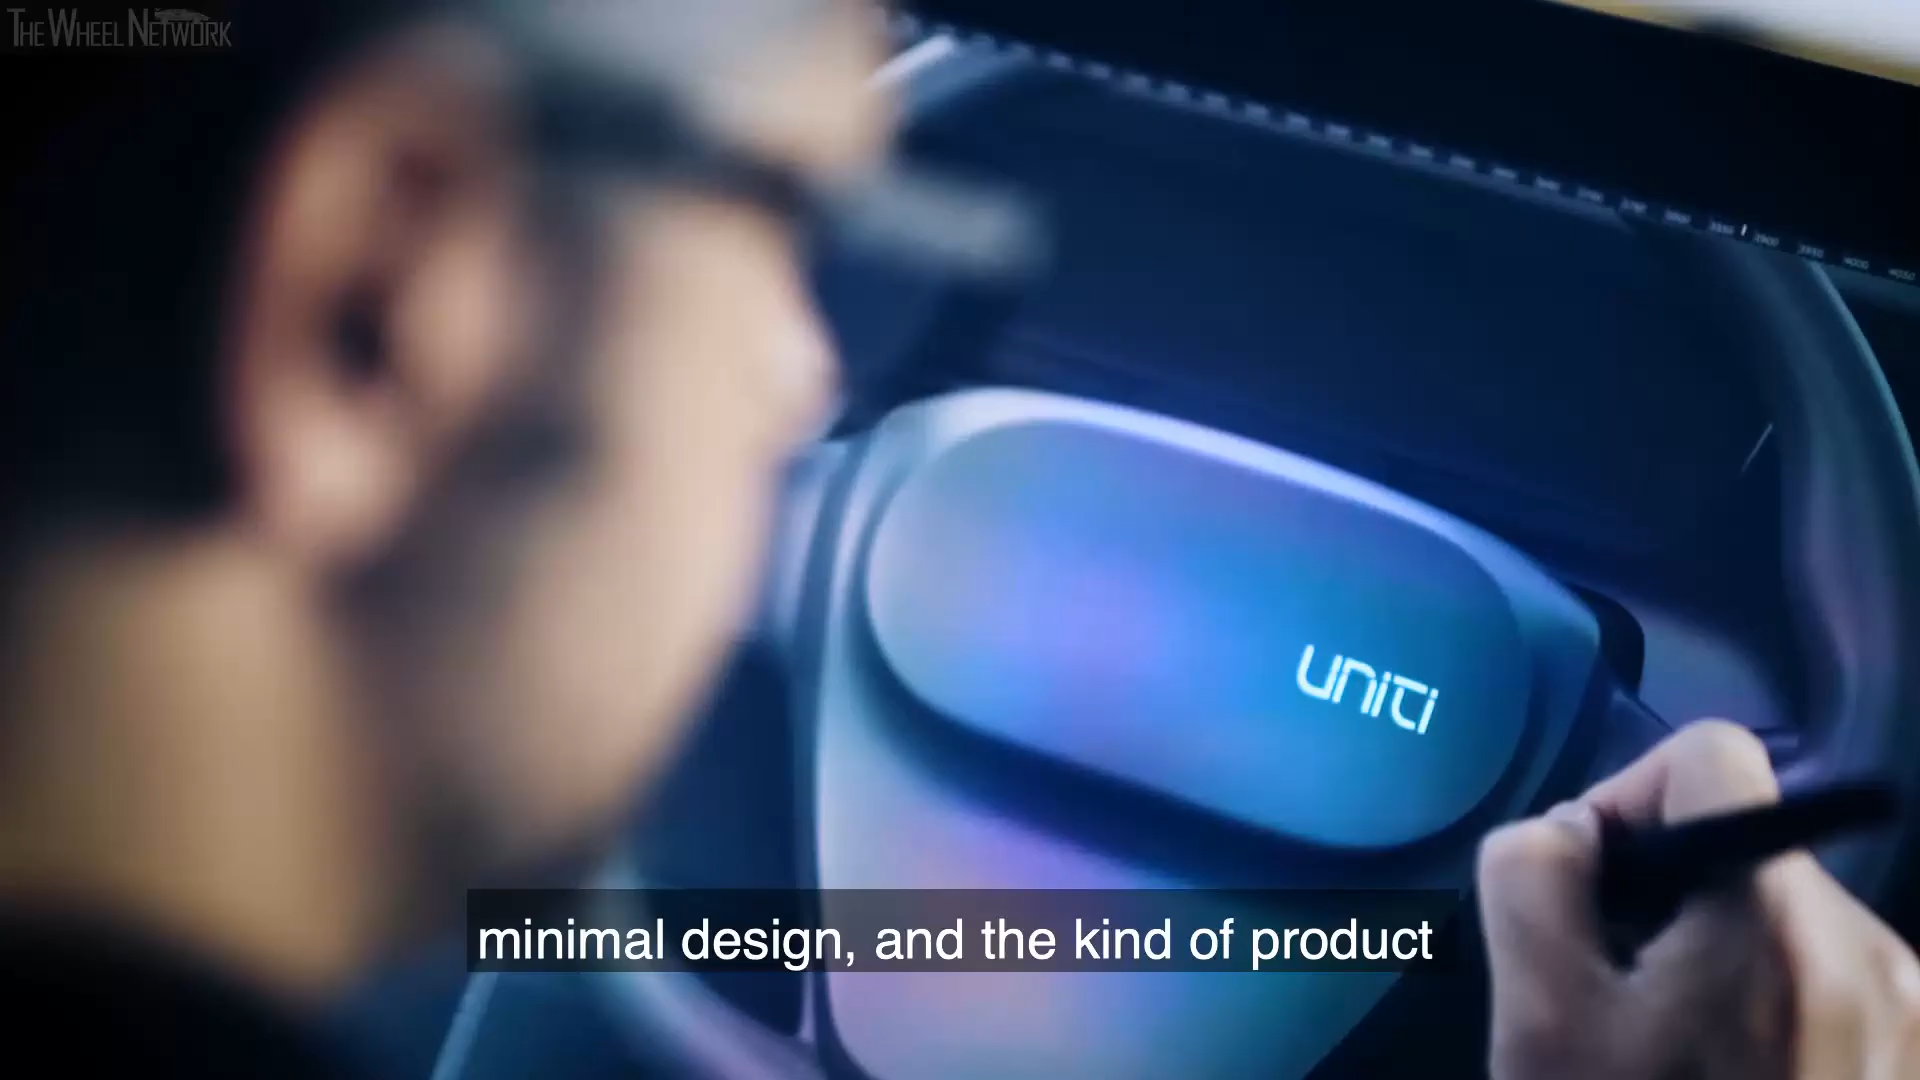 THE WHEEL NETWORK
UNITI
minimal design, and the kind of product